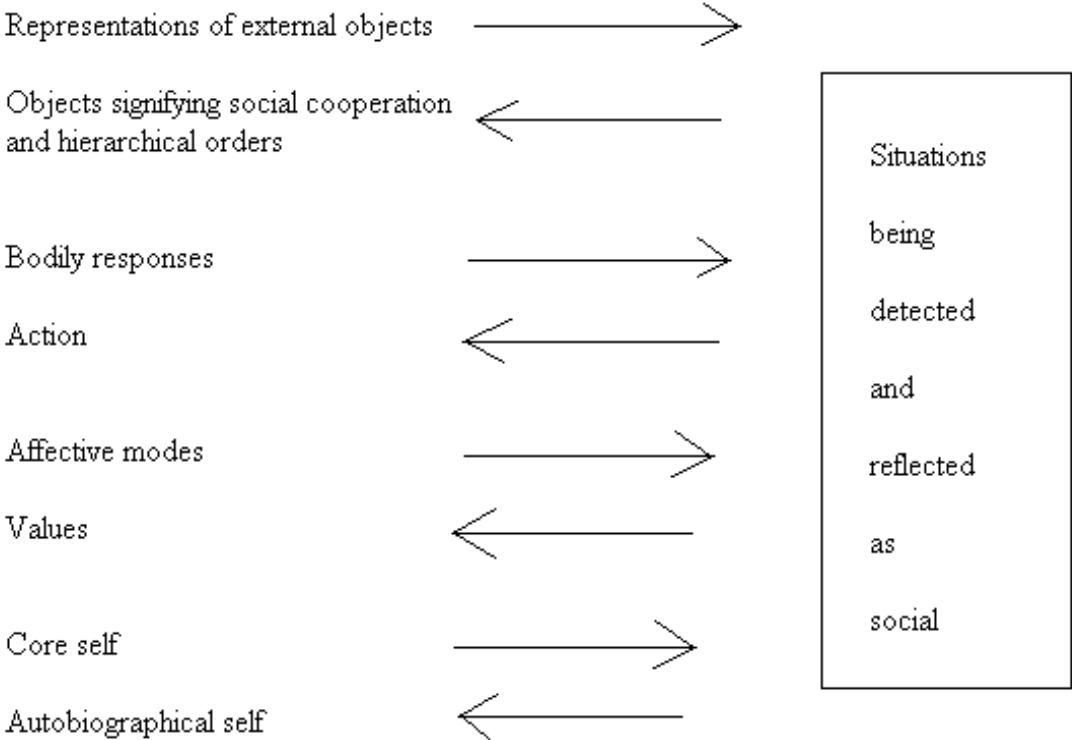 Representations of external objects
Objects signifying social cooperation
and hierarchical orders
Bodily responses
Action
Affective modes
Values
Core self
Autobiographical self
Situations
being
detected
and
reflected
as
social